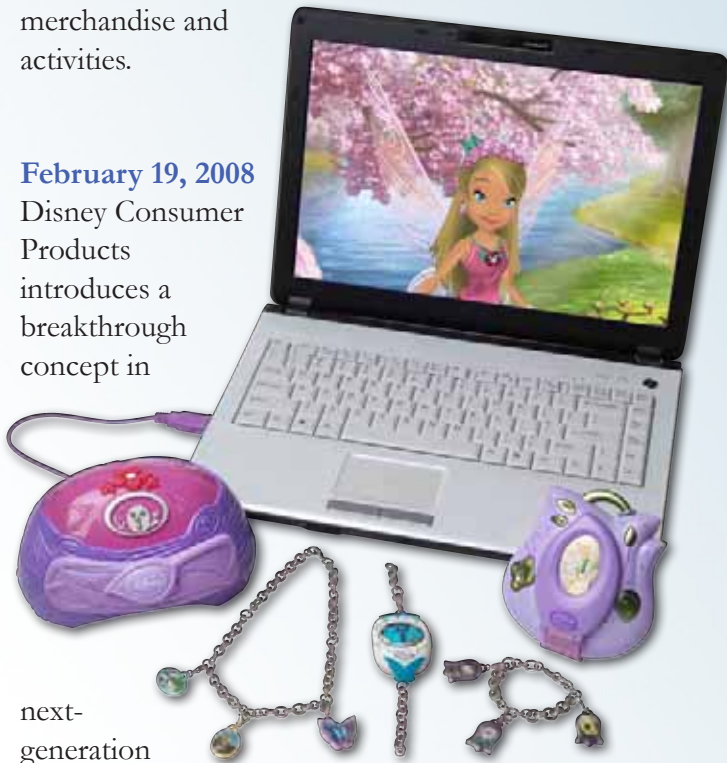 merchandise and
activities.
February 19, 2008
Disney Consumer
Products
introduces a
breakthrough
concept in
next-
generation